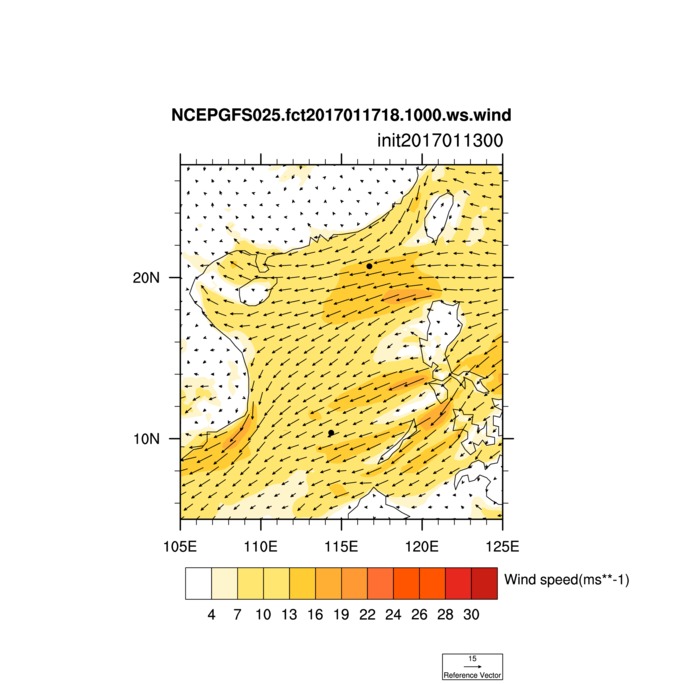 NCEPGFS025.fct2017011718.1000.ws.wind
init2017011300
20N
10N
105E 110E 115E 120E 125E
Wind speed(ms**-1)
4 7 10 13 16 19 22 24 26 28 30
15
Reference Vector